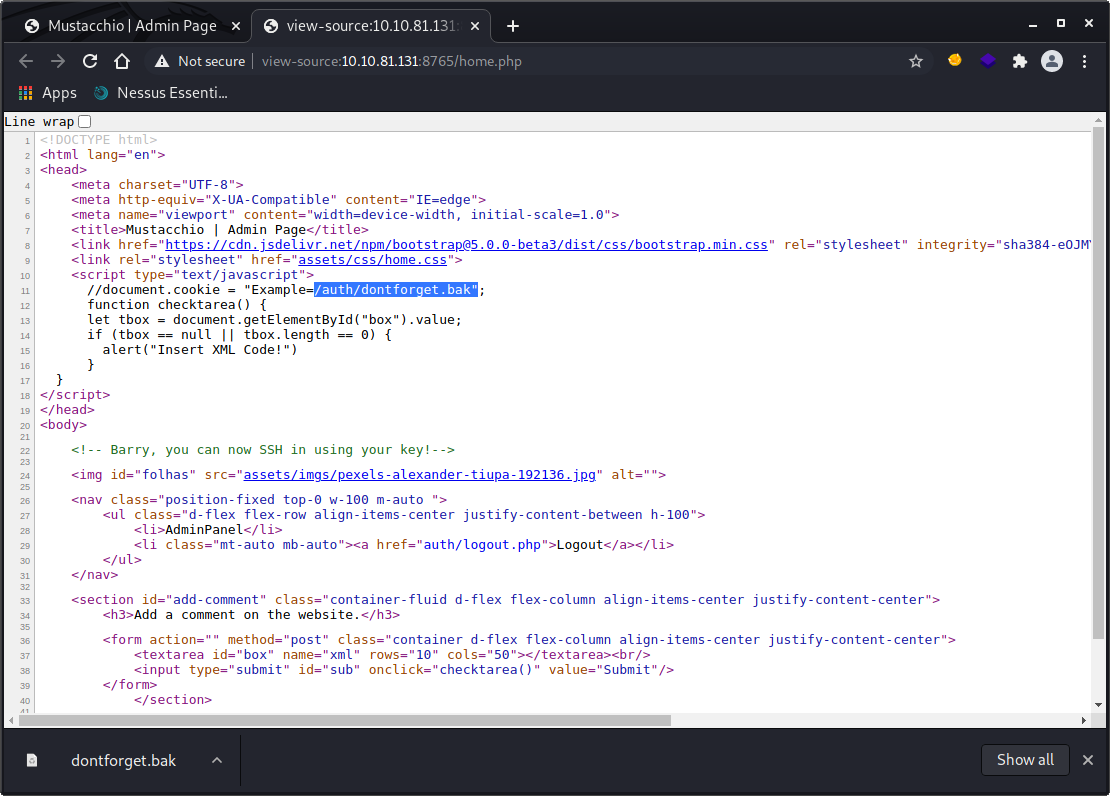 Mustacchio | Admin Page
view-source:10.10.81.131:
Not secure
view-source:10.10.81.131:8765/home.php
Apps
Nessus Essenti...
Line wrap
1 <!DOCTYPE html>
2 <html lang="en">
3 <head>
4 <meta charset="UTF-8">
5 <meta http-equiv="X-UA-Compatible" content="IE=edge">
6 <meta name="viewport" content="width=device-width, initial-scale=1.0">
7 <title>Mustacchio | Admin Page</title>
8 <link href="https://cdn.jsdelivr.net/npm/bootstrap@5.0.0-beta3/dist/css/bootstrap.min.css" rel="stylesheet" integrity="sha384-eOJM
9 <link rel="stylesheet" href="assets/css/home.css">
10 <script type="text/javascript">
11 //document.cookie = "Example=/auth/dontforget.bak";
12 function checktarea() {
13 let tbox = document.getElementById("box").value;
14 if (tbox == null || tbox.length == 0) {
15 alert("Insert XML Code!")
16 }
17 }
18 </script>
19 </head>
20 <body>
21
22 <!-- Barry, you can now SSH in using your key!-->
23
24 <img id="folhas" src="assets/imgs/pexels-alexander-tiupa-192136.jpg" alt="">
25
26 <nav class="position-fixed top-0 w-100 m-auto ">
27 <ul class="d-flex flex-row align-items-center justify-content-between h-100">
28 <li>AdminPanel</li>
29 <li class="mt-auto mb-auto"><a href="auth/logout.php">Logout</a></li>
30 </ul>
31 </nav>
32
33 <section id="add-comment" class="container-fluid d-flex flex-column align-items-center justify-content-center">
34 <h3>Add a comment on the website.</h3>
35
36 <form action="" method="post" class="container d-flex flex-column align-items-center justify-content-center">
37 <textarea id="box" name="xml" rows="10" cols="50"></textarea><br/>
38 <input type="submit" id="sub" onclick="checktarea()" value="Submit"/>
39 </form>
40 </section>
41
dontforget.bak
Show all